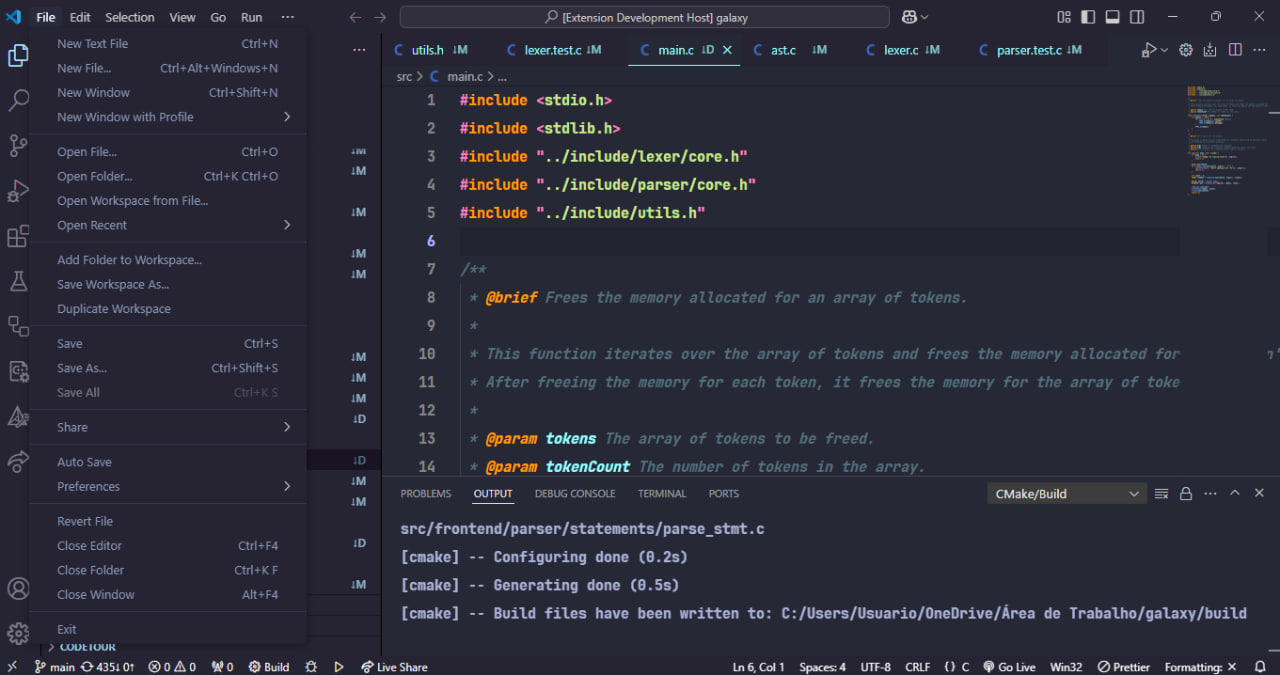 File Edit Selection View Go Run ···
[Extension Development Host] galaxy
New Text File Ctrl+N
New File... Ctrl+Alt+Windows+N
New Window Ctrl+Shift+N
New Window with Profile
Open File... Ctrl+O
Open Folder... Ctrl+K Ctrl+O
Open Workspace from File...
Open Recent
Add Folder to Workspace...
Save Workspace As...
Duplicate Workspace
Save Ctrl+S
Save As... Ctrl+Shift+S
Save All Ctrl+K S
Share
Auto Save
Preferences
Revert File
Close Editor Ctrl+F4
Close Folder Ctrl+K F
Close Window Alt+F4
Exit
CODETOUR
↓M
↓M
↓M
↓M
↓M
↓M
↓M
↓M
↓D
↓D
↓M
↓M
↓D
↓M
C utils.h ↓M C lexer.test.c ↓M C main.c ↓D C ast.c ↓M C lexer.c ↓M C parser.test.c ↓M
src > C main.c > ...
1 #include <stdio.h>
2 #include <stdlib.h>
3 #include "../include/lexer/core.h"
4 #include "../include/parser/core.h"
5 #include "../include/utils.h"
6
7 /**
8 * @brief Frees the memory allocated for an array of tokens.
9 *
10 * This function iterates over the array of tokens and frees the memory allocated for
11 * After freeing the memory for each token, it frees the memory for the array of toke
12 *
13 * @param tokens The array of tokens to be freed.
14 * @param tokenCount The number of tokens in the array.
PROBLEMS OUTPUT DEBUG CONSOLE TERMINAL PORTS CMake/Build
src/frontend/parser/statements/parse_stmt.c
[cmake] -- Configuring done (0.2s)
[cmake] -- Generating done (0.5s)
[cmake] -- Build files have been written to: C:/Users/Usuario/OneDrive/Área de Trabalho/galaxy/build
main 435↓ 0↑ 0 0 0 Build Live Share Ln 6, Col 1 Spaces: 4 UTF-8 CRLF {} C Go Live Win32 Prettier Formatting: ×